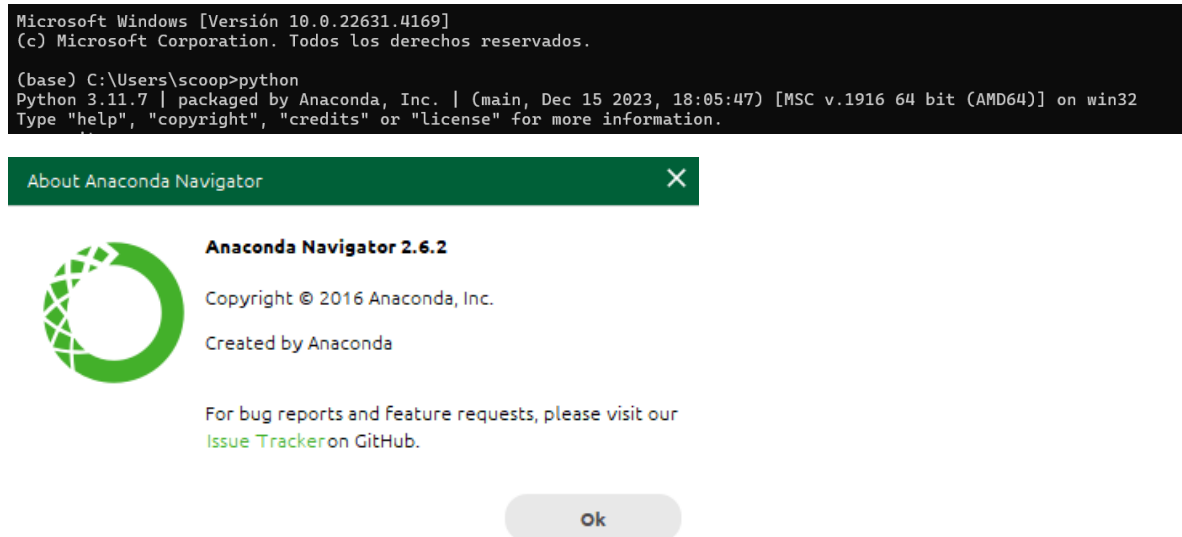 Microsoft Windows [Versión 10.0.22631.4169]
(c) Microsoft Corporation. Todos los derechos reservados.
(base) C:\Users\scoop>python
Python 3.11.7 | packaged by Anaconda, Inc. | (main, Dec 15 2023, 18:05:47) [MSC v.1916 64 bit (AMD64)] on win32
Type "help", "copyright", "credits" or "license" for more information.
About Anaconda Navigator
Anaconda Navigator 2.6.2
Copyright © 2016 Anaconda, Inc.
Created by Anaconda
For bug reports and feature requests, please visit our
Issue Tracker on GitHub.
Ok